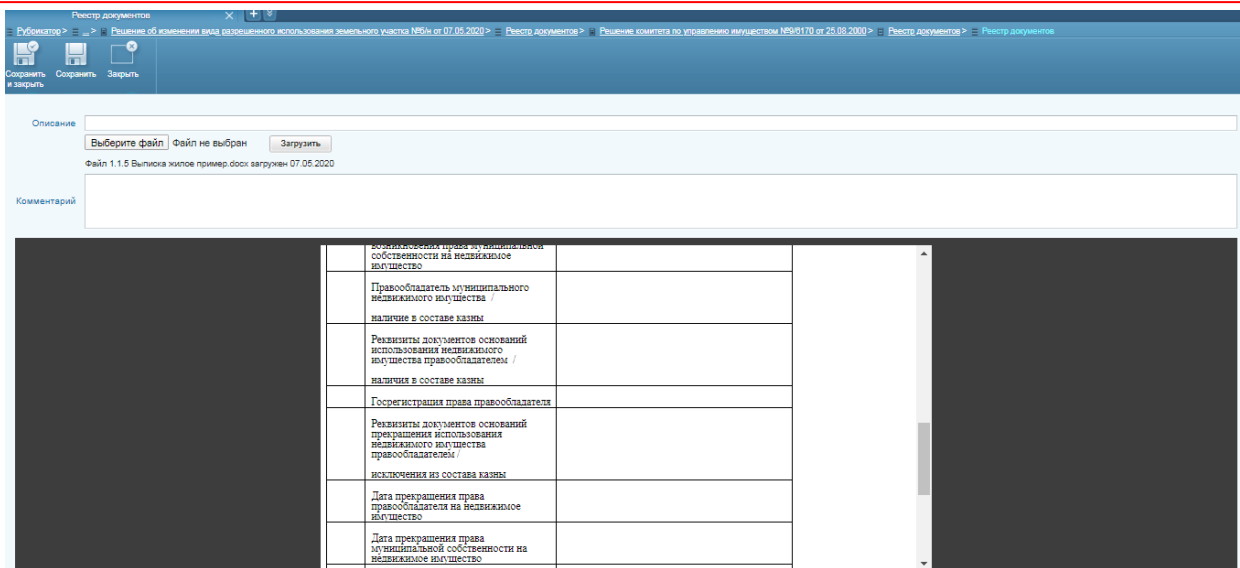 Реестр документов
Рубрикатор > ... > Решение об изменении вида разрешенного использования земельного участка №б/н от 07.05.2020 > Реестр документов > Решение комитета по управлению имуществом №9/0170 от 25.08.2000 > Реестр документов > Реестр документов
Сохранить и закрыть
Сохранить
Закрыть
Описание
Выберите файл Файл не выбран Загрузить
Файл 1.1.5 Выписка жилое пример.docx загружен 07.05.2020
Комментарий
возникновения права муниципальной
собственности на недвижимое
имущество
Правообладатель муниципального
недвижимого имущества /
наличие в составе казны
Реквизиты документов оснований
использования недвижимого
имущества правообладателем /
наличия в составе казны
Госрегистрация права правообладателя
Реквизиты документов оснований
прекращения использования
недвижимого имущества
правообладателем /
исключения из состава казны
Дата прекращения права
правообладателя на недвижимое
имущество
Дата прекращения права
муниципальной собственности на
недвижимое имущество